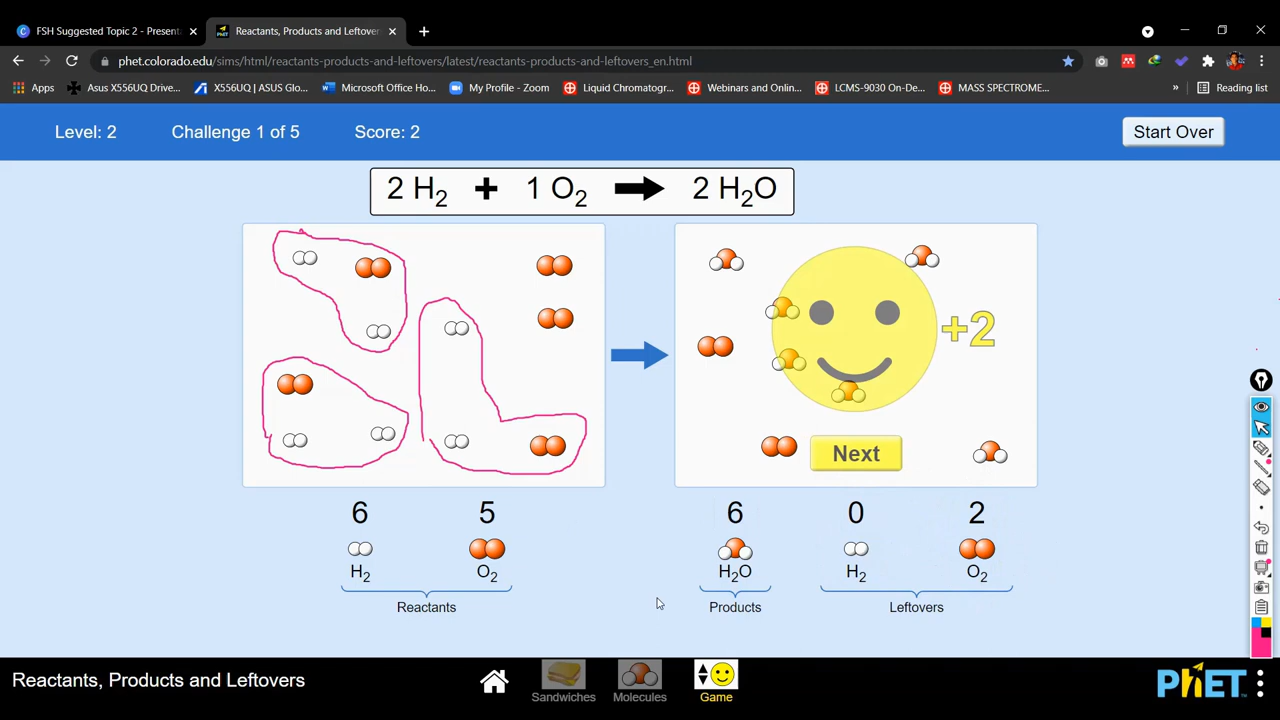 FSH Suggested Topic 2 - Present
Reactants, Products and Leftover
phet.colorado.edu/sims/html/reactants-products-and-leftovers/latest/reactants-products-and-leftovers_en.html
Apps Asus X556UQ Drive... X556UQ | ASUS Glo... Microsoft Office Ho... My Profile - Zoom Liquid Chromatogr... Webinars and Onlin... LCMS-9030 On-De... MASS SPECTROME... » Reading list
Level: 2 Challenge 1 of 5 Score: 2 Start Over
2 H₂ + 1 O₂ → 2 H₂O
+2
Next
6 5 6 0 2
H₂ O₂ H₂O H₂ O₂
Reactants Products Leftovers
Reactants, Products and Leftovers
Sandwiches Molecules Game
PhET